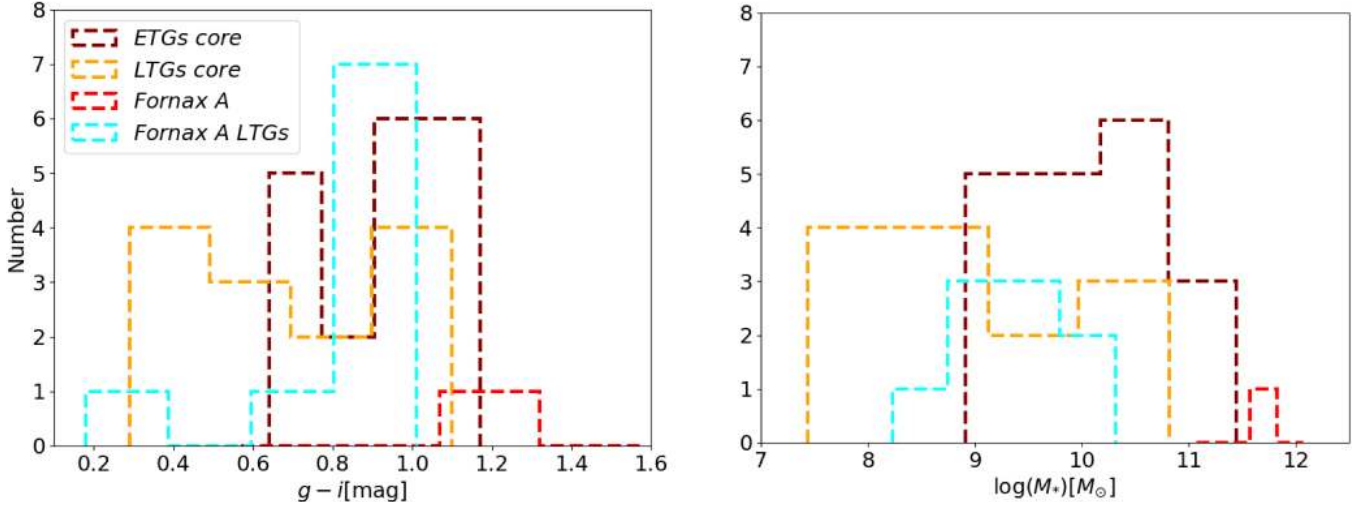 8
7
6
5
4
3
2
1
0
Number
ETGs core
LTGs core
Fornax A
Fornax A LTGs
0.2 0.4 0.6 0.8 1.0 1.2 1.4 1.6
g − i[mag]
8
7
6
5
4
3
2
1
0
7 8 9 10 11 12
log(M*)[M⊙]